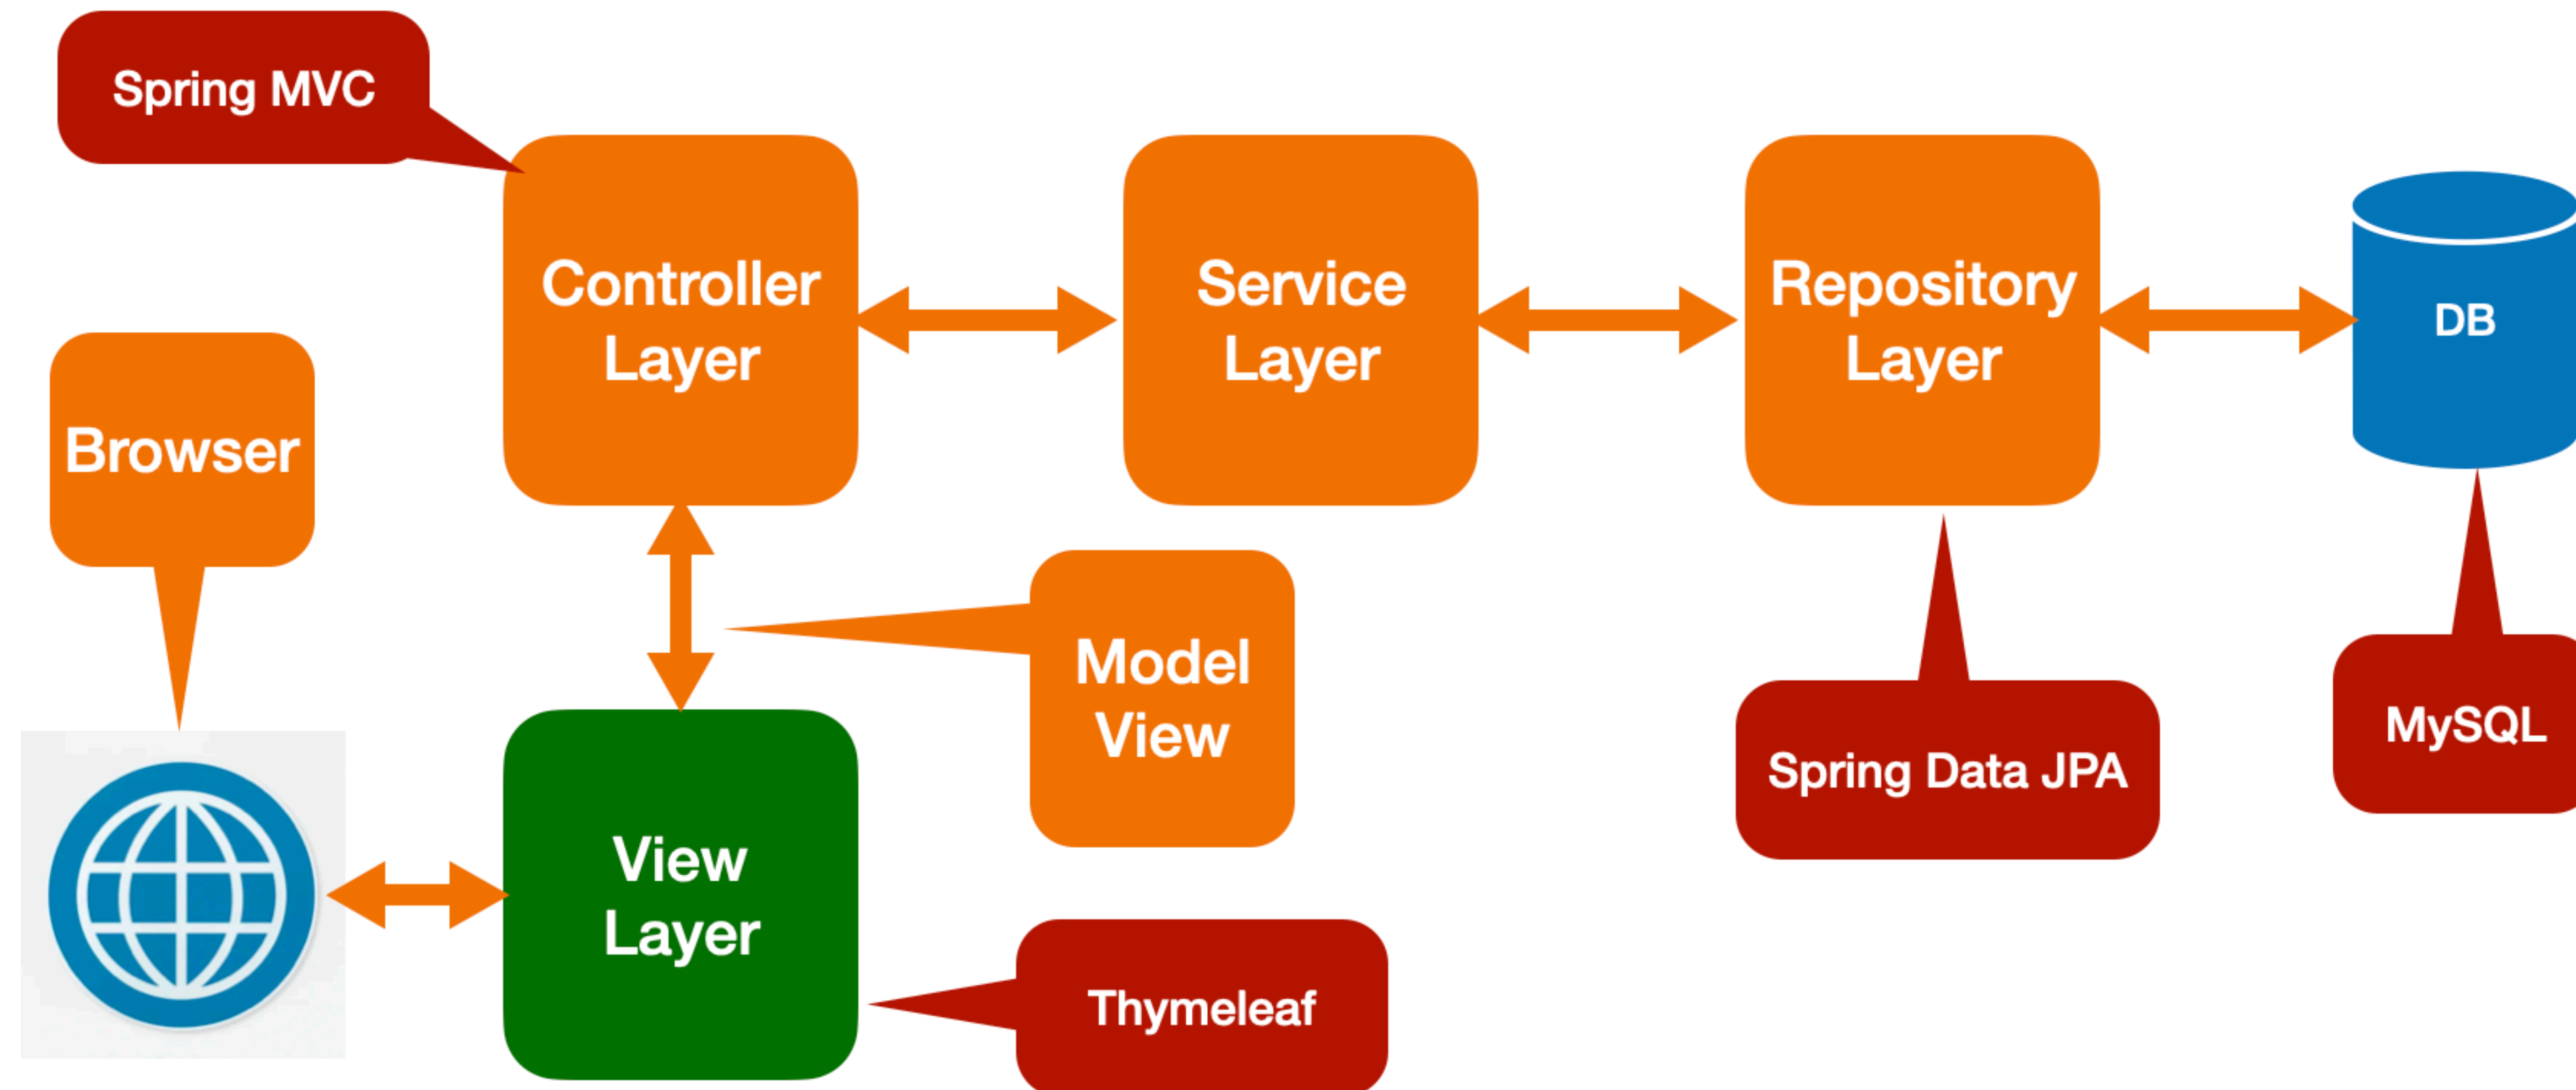 Spring MVC
Controller
Layer
Service
Layer
Repository
Layer
DB
Browser
Model
View
Spring Data JPA
MySQL
View
Layer
Thymeleaf